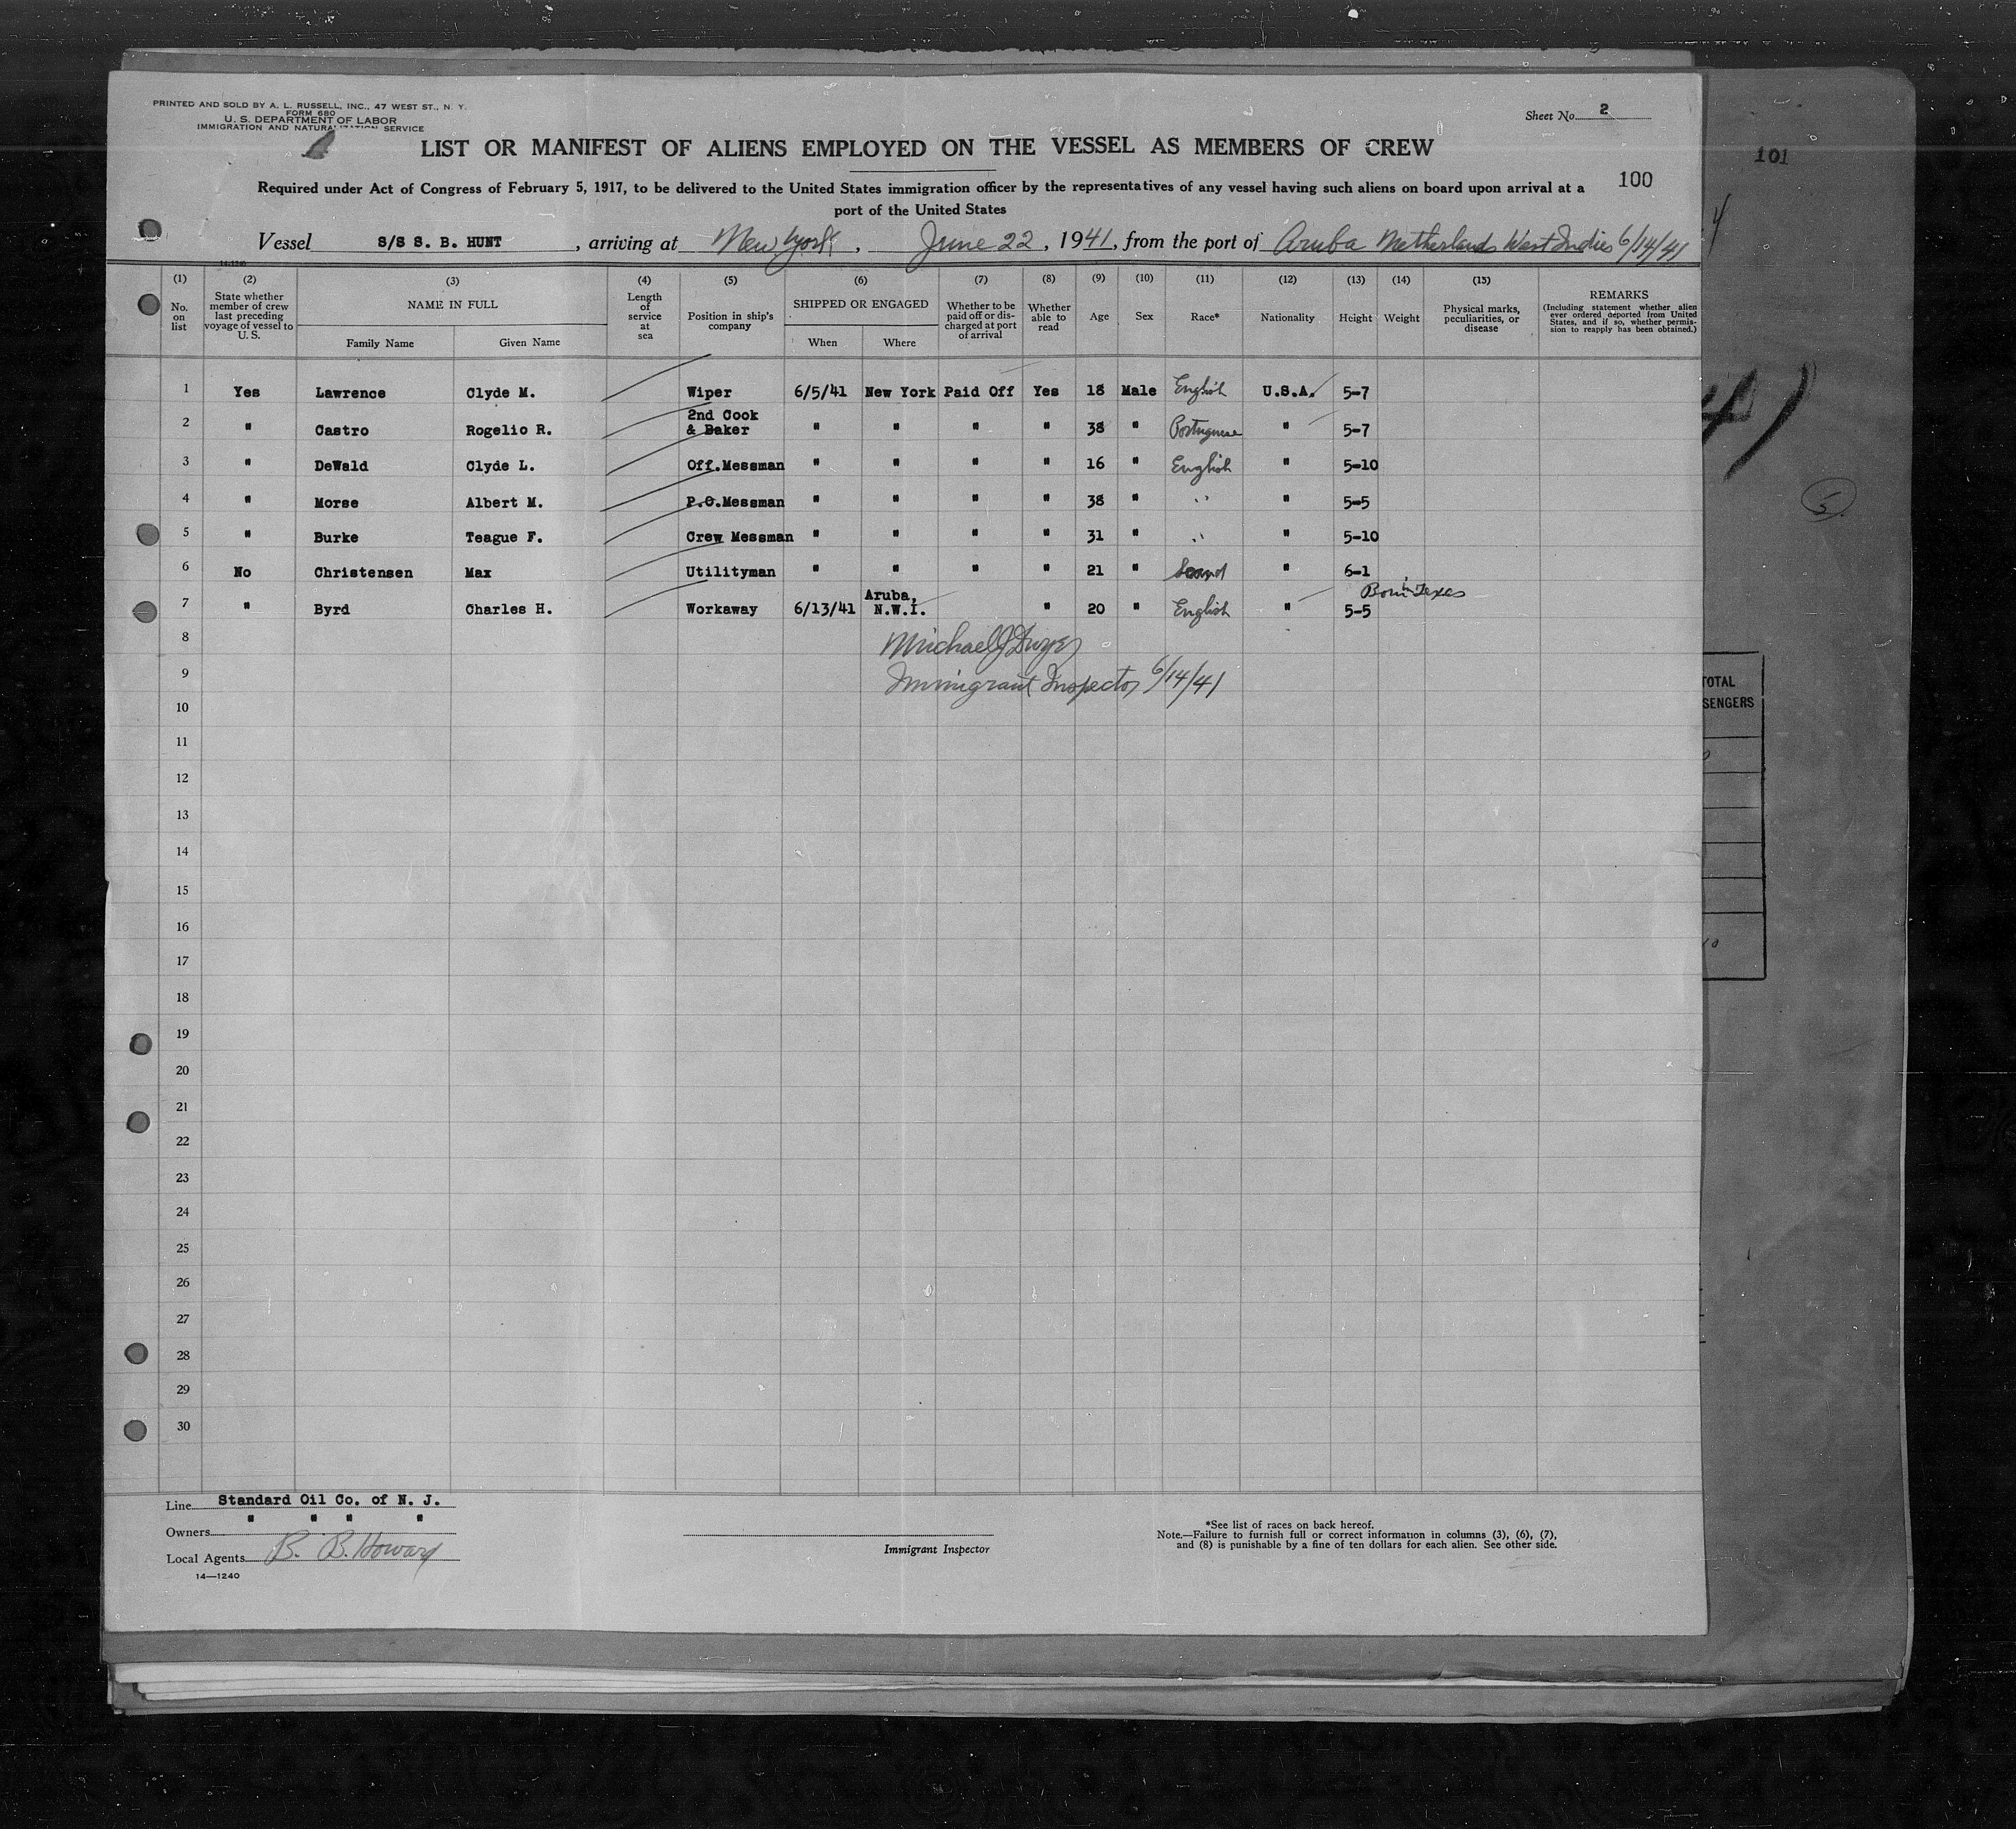 PRINTED AND SOLD BY A. L. RUSSELL, INC., 47 WEST ST., N. Y.
FORM 680
U. S. DEPARTMENT OF LABOR
IMMIGRATION AND NATURALIZATION SERVICE
Sheet No. 2
LIST OR MANIFEST OF ALIENS EMPLOYED ON THE VESSEL AS MEMBERS OF CREW
101
100
Required under Act of Congress of February 5, 1917, to be delivered to the United States immigration officer by the representatives of any vessel having such aliens on board upon arrival at a
port of the United States
Vessel S/S S. B. HUNT, arriving at New York, June 22, 1941, from the port of Aruba Netherlands West Indies 6/14/41
(1) No. on list (2) State whether member of crew last preceding voyage of vessel to U. S. (3) NAME IN FULL Family Name Given Name (4) Length of service at sea (5) Position in ship's company (6) SHIPPED OR ENGAGED When Where (7) Whether to be paid off or discharged at port of arrival (8) Whether able to read (9) Age (10) Sex (11) Race* (12) Nationality (13) Height (14) Weight (15) Physical marks, peculiarities, or disease REMARKS (Including statement whether alien ever ordered deported from United States, and if so, whether permission to reapply has been obtained.)
1 Yes Lawrence Clyde M. Wiper 6/5/41 New York Paid Off Yes 18 Male English U.S.A. 5-7
2 " Castro Rogelio R. 2nd Cook & Baker " " " " 38 " Portuguese " 5-7
3 " DeWald Clyde L. Off.Messman " " " " 16 " English " 5-10
4 " Morse Albert M. P.O.Messman " " " " 38 " " " 5-5
5 " Burke Teague F. Crew Messman " " " " 31 " " " 5-10
6 No Christensen Max Utilityman " " " " 21 " Scand " 6-1
7 " Byrd Charles H. Workaway 6/13/41 Aruba, N.W.I. " 20 " English " 5-5 Born in Texas
8 Michael J Dwyer
9 Immigrant Inspector 6/14/41
10
11
12
13
14
15
16
17
18
19
20
21
22
23
24
25
26
27
28
29
30
TOTAL
SENGERS
Line Standard Oil Co. of N. J.
Owners " " " "
Local Agents B. B. Howard
14—1240
Immigrant Inspector
*See list of races on back hereof.
Note.—Failure to furnish full or correct information in columns (3), (6), (7),
and (8) is punishable by a fine of ten dollars for each alien. See other side.